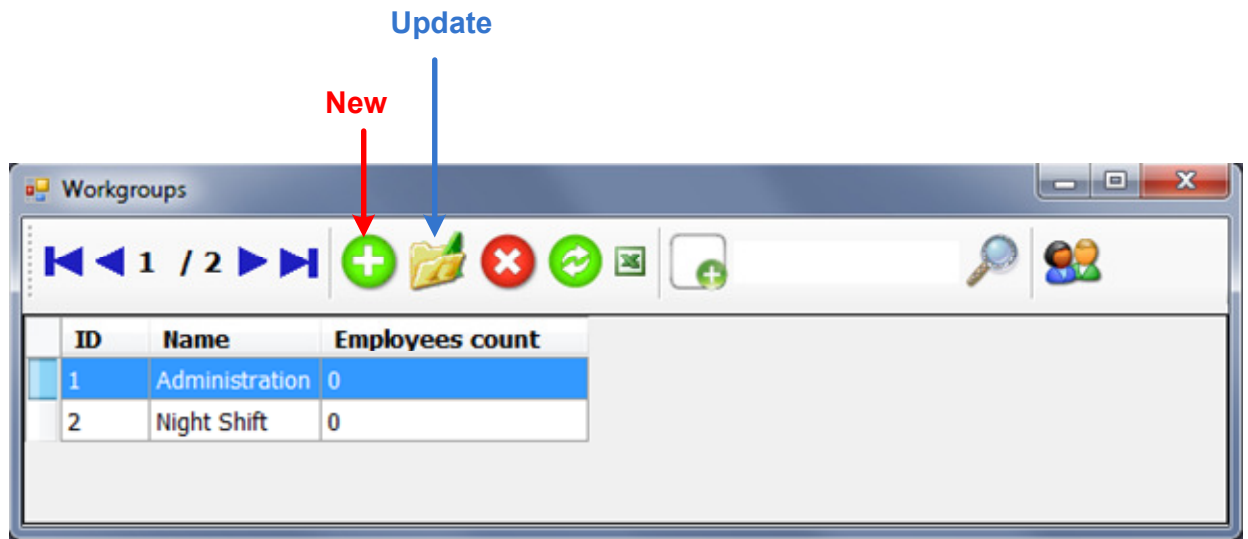 Update
New
Workgroups
1 / 2
ID Name Employees count
1 Administration 0
2 Night Shift 0